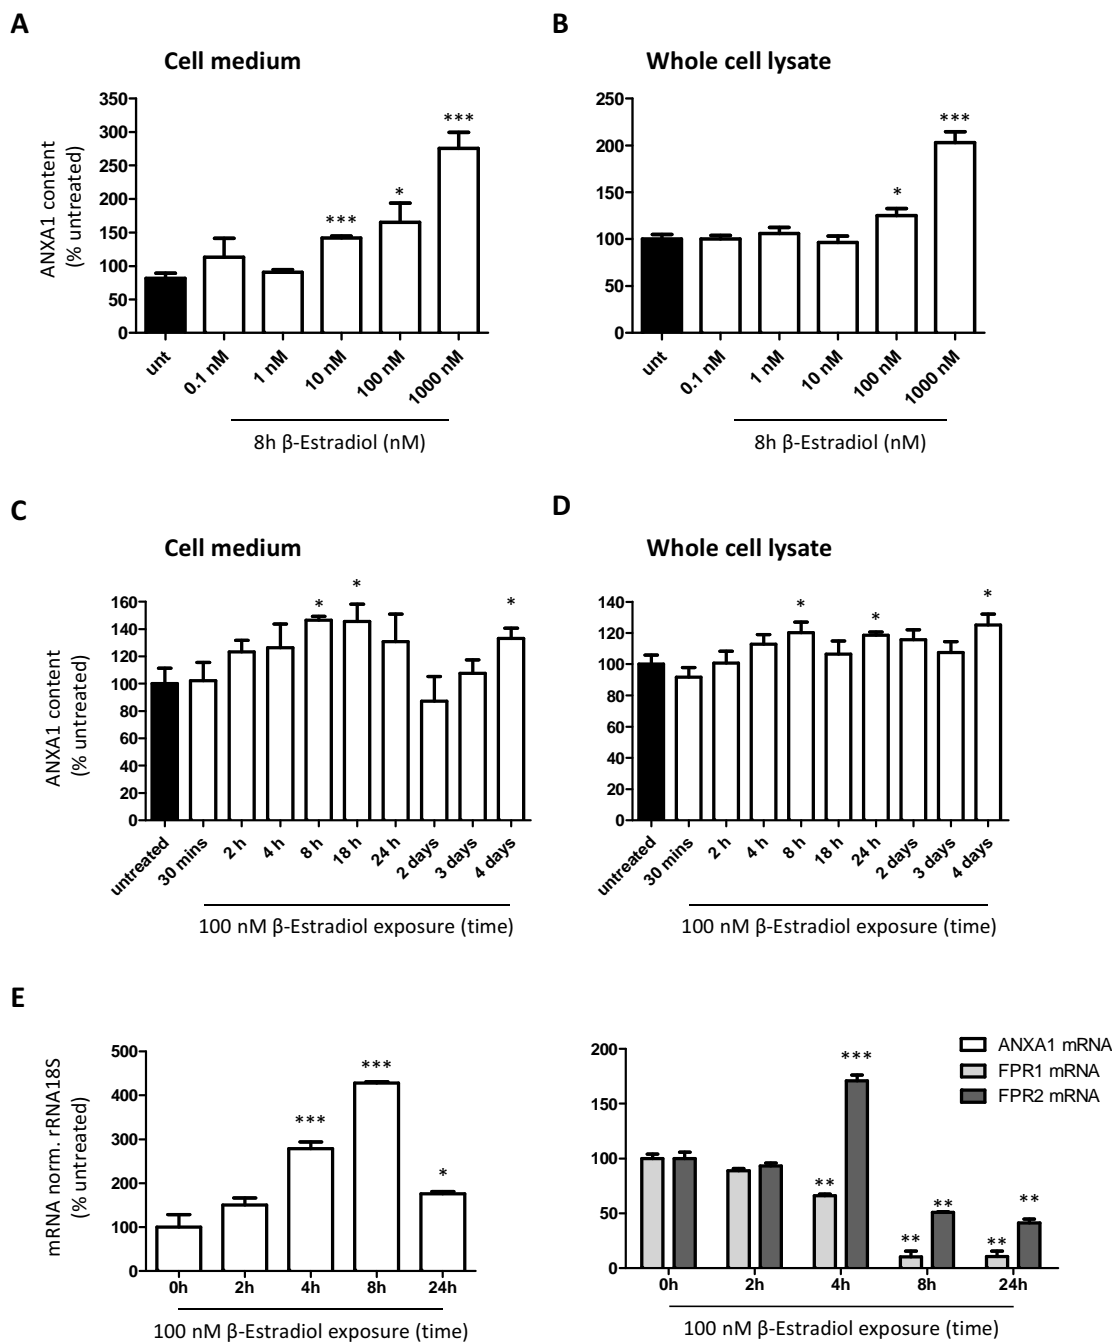 A
Cell medium
ANXA1 content
(% untreated)
350
300
250
200
150
100
50
0
***
*
***
unt
0.1 nM
1 nM
10 nM
100 nM
1000 nM
8h β-Estradiol (nM)
B
Whole cell lysate
250
200
150
100
50
0
*
***
unt
0.1 nM
1 nM
10 nM
100 nM
1000 nM
8h β-Estradiol (nM)
C
Cell medium
ANXA1 content
(% untreated)
160
140
120
100
80
60
40
20
0
*
*
*
untreated
30 mins
2 h
4 h
8 h
18 h
24 h
2 days
3 days
4 days
100 nM β-Estradiol exposure (time)
D
Whole cell lysate
140
120
100
80
60
40
20
0
*
*
*
untreated
30 mins
2 h
4 h
8 h
18 h
24 h
2 days
3 days
4 days
100 nM β-Estradiol exposure (time)
E
mRNA norm. rRNA18S
(% untreated)
500
400
300
200
100
0
***
***
*
0h
2h
4h
8h
24h
100 nM β-Estradiol exposure (time)
200
150
100
50
0
**
***
**
**
**
**
0h
2h
4h
8h
24h
100 nM β-Estradiol exposure (time)
ANXA1 mRNA
FPR1 mRNA
FPR2 mRNA